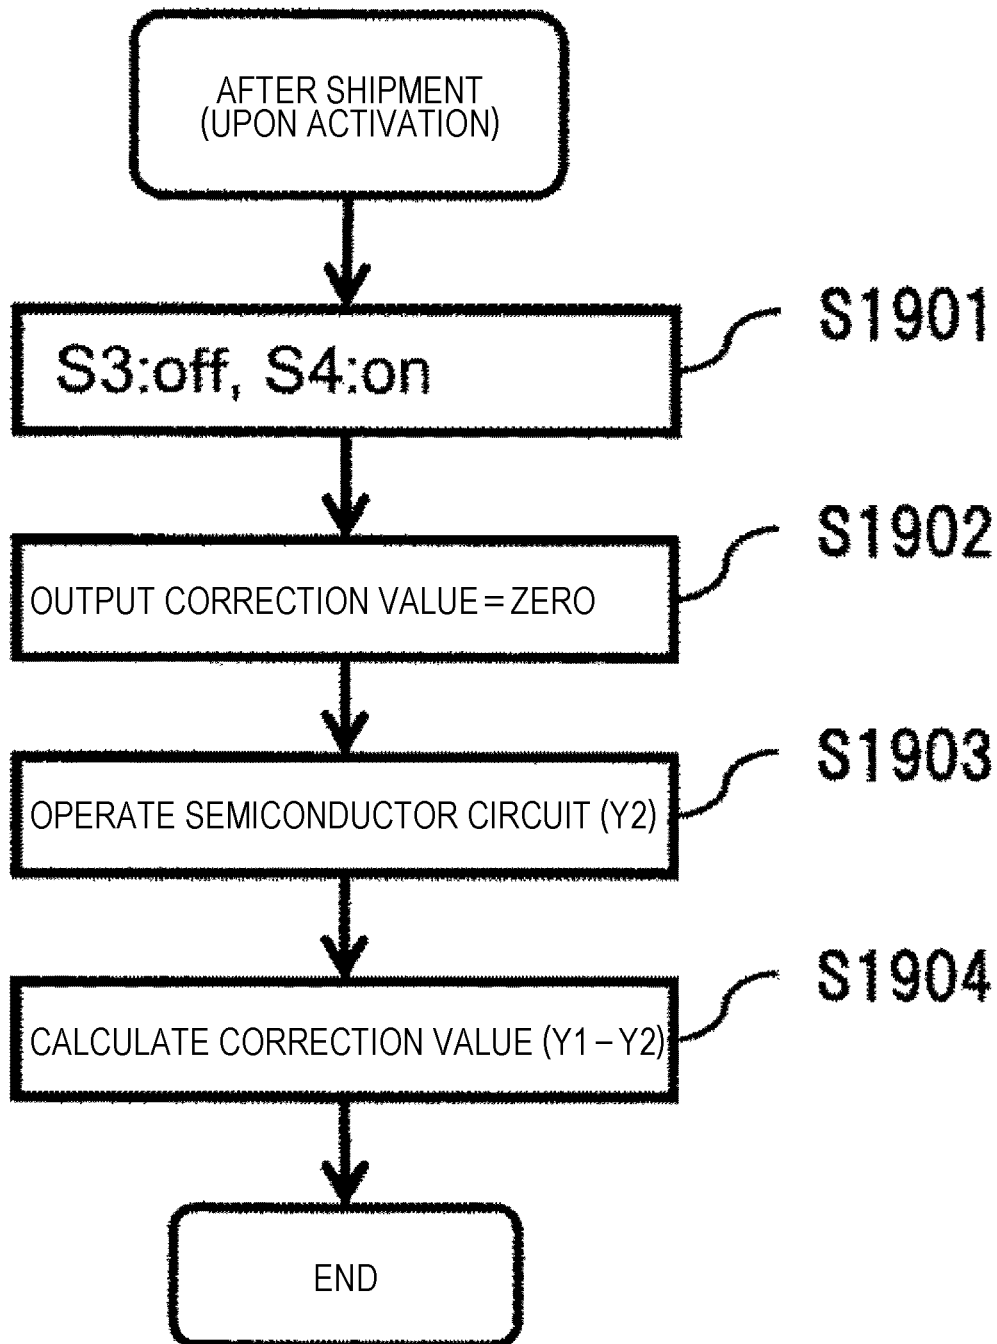 AFTER SHIPMENT
(UPON ACTIVATION)
S1901
S3:off, S4:on
S1902
OUTPUT CORRECTION VALUE = ZERO
S1903
OPERATE SEMICONDUCTOR CIRCUIT (Y2)
S1904
CALCULATE CORRECTION VALUE (Y1 – Y2)
END